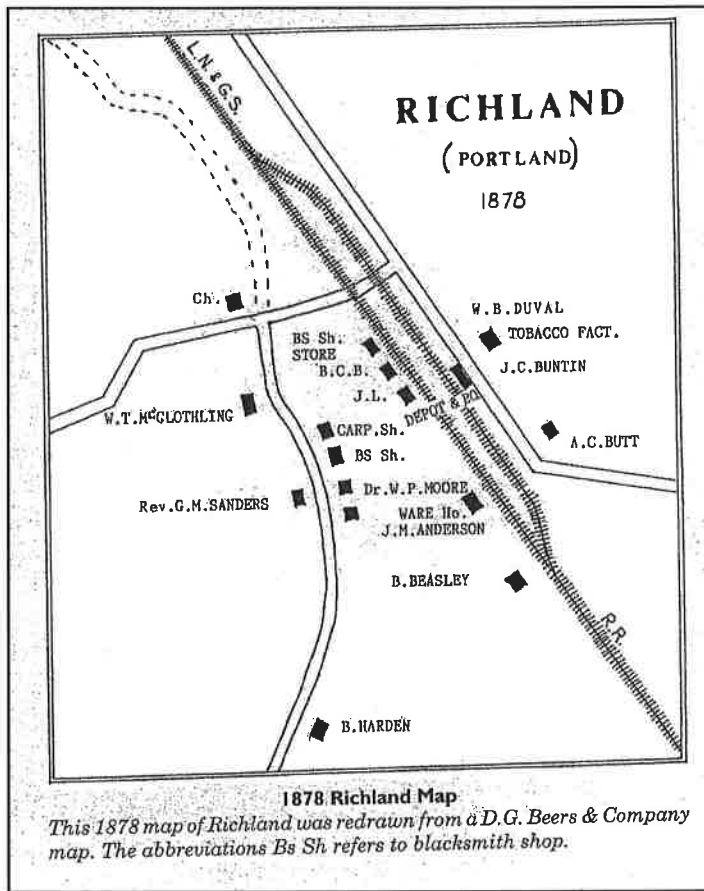 L.N.&G.S.
RICHLAND
(PORTLAND)
1878
Ch.
W.B.DUVAL
TOBACCO FACT.
BS Sh.
STORE
J.C.BUNTIN
B.C.B.
J.L.
DEPOT & P.O.
W.T.McGLOTHLING
CARP.Sh.
A.C.BUTT
BS Sh.
Dr.W.P.MOORE
Rev.G.M.SANDERS
WARE Ho.
J.M.ANDERSON
B.BEASLEY
R.R.
B.HARDEN
1878 Richland Map
This 1878 map of Richland was redrawn from a D.G. Beers & Company
map. The abbreviations Bs Sh refers to blacksmith shop.